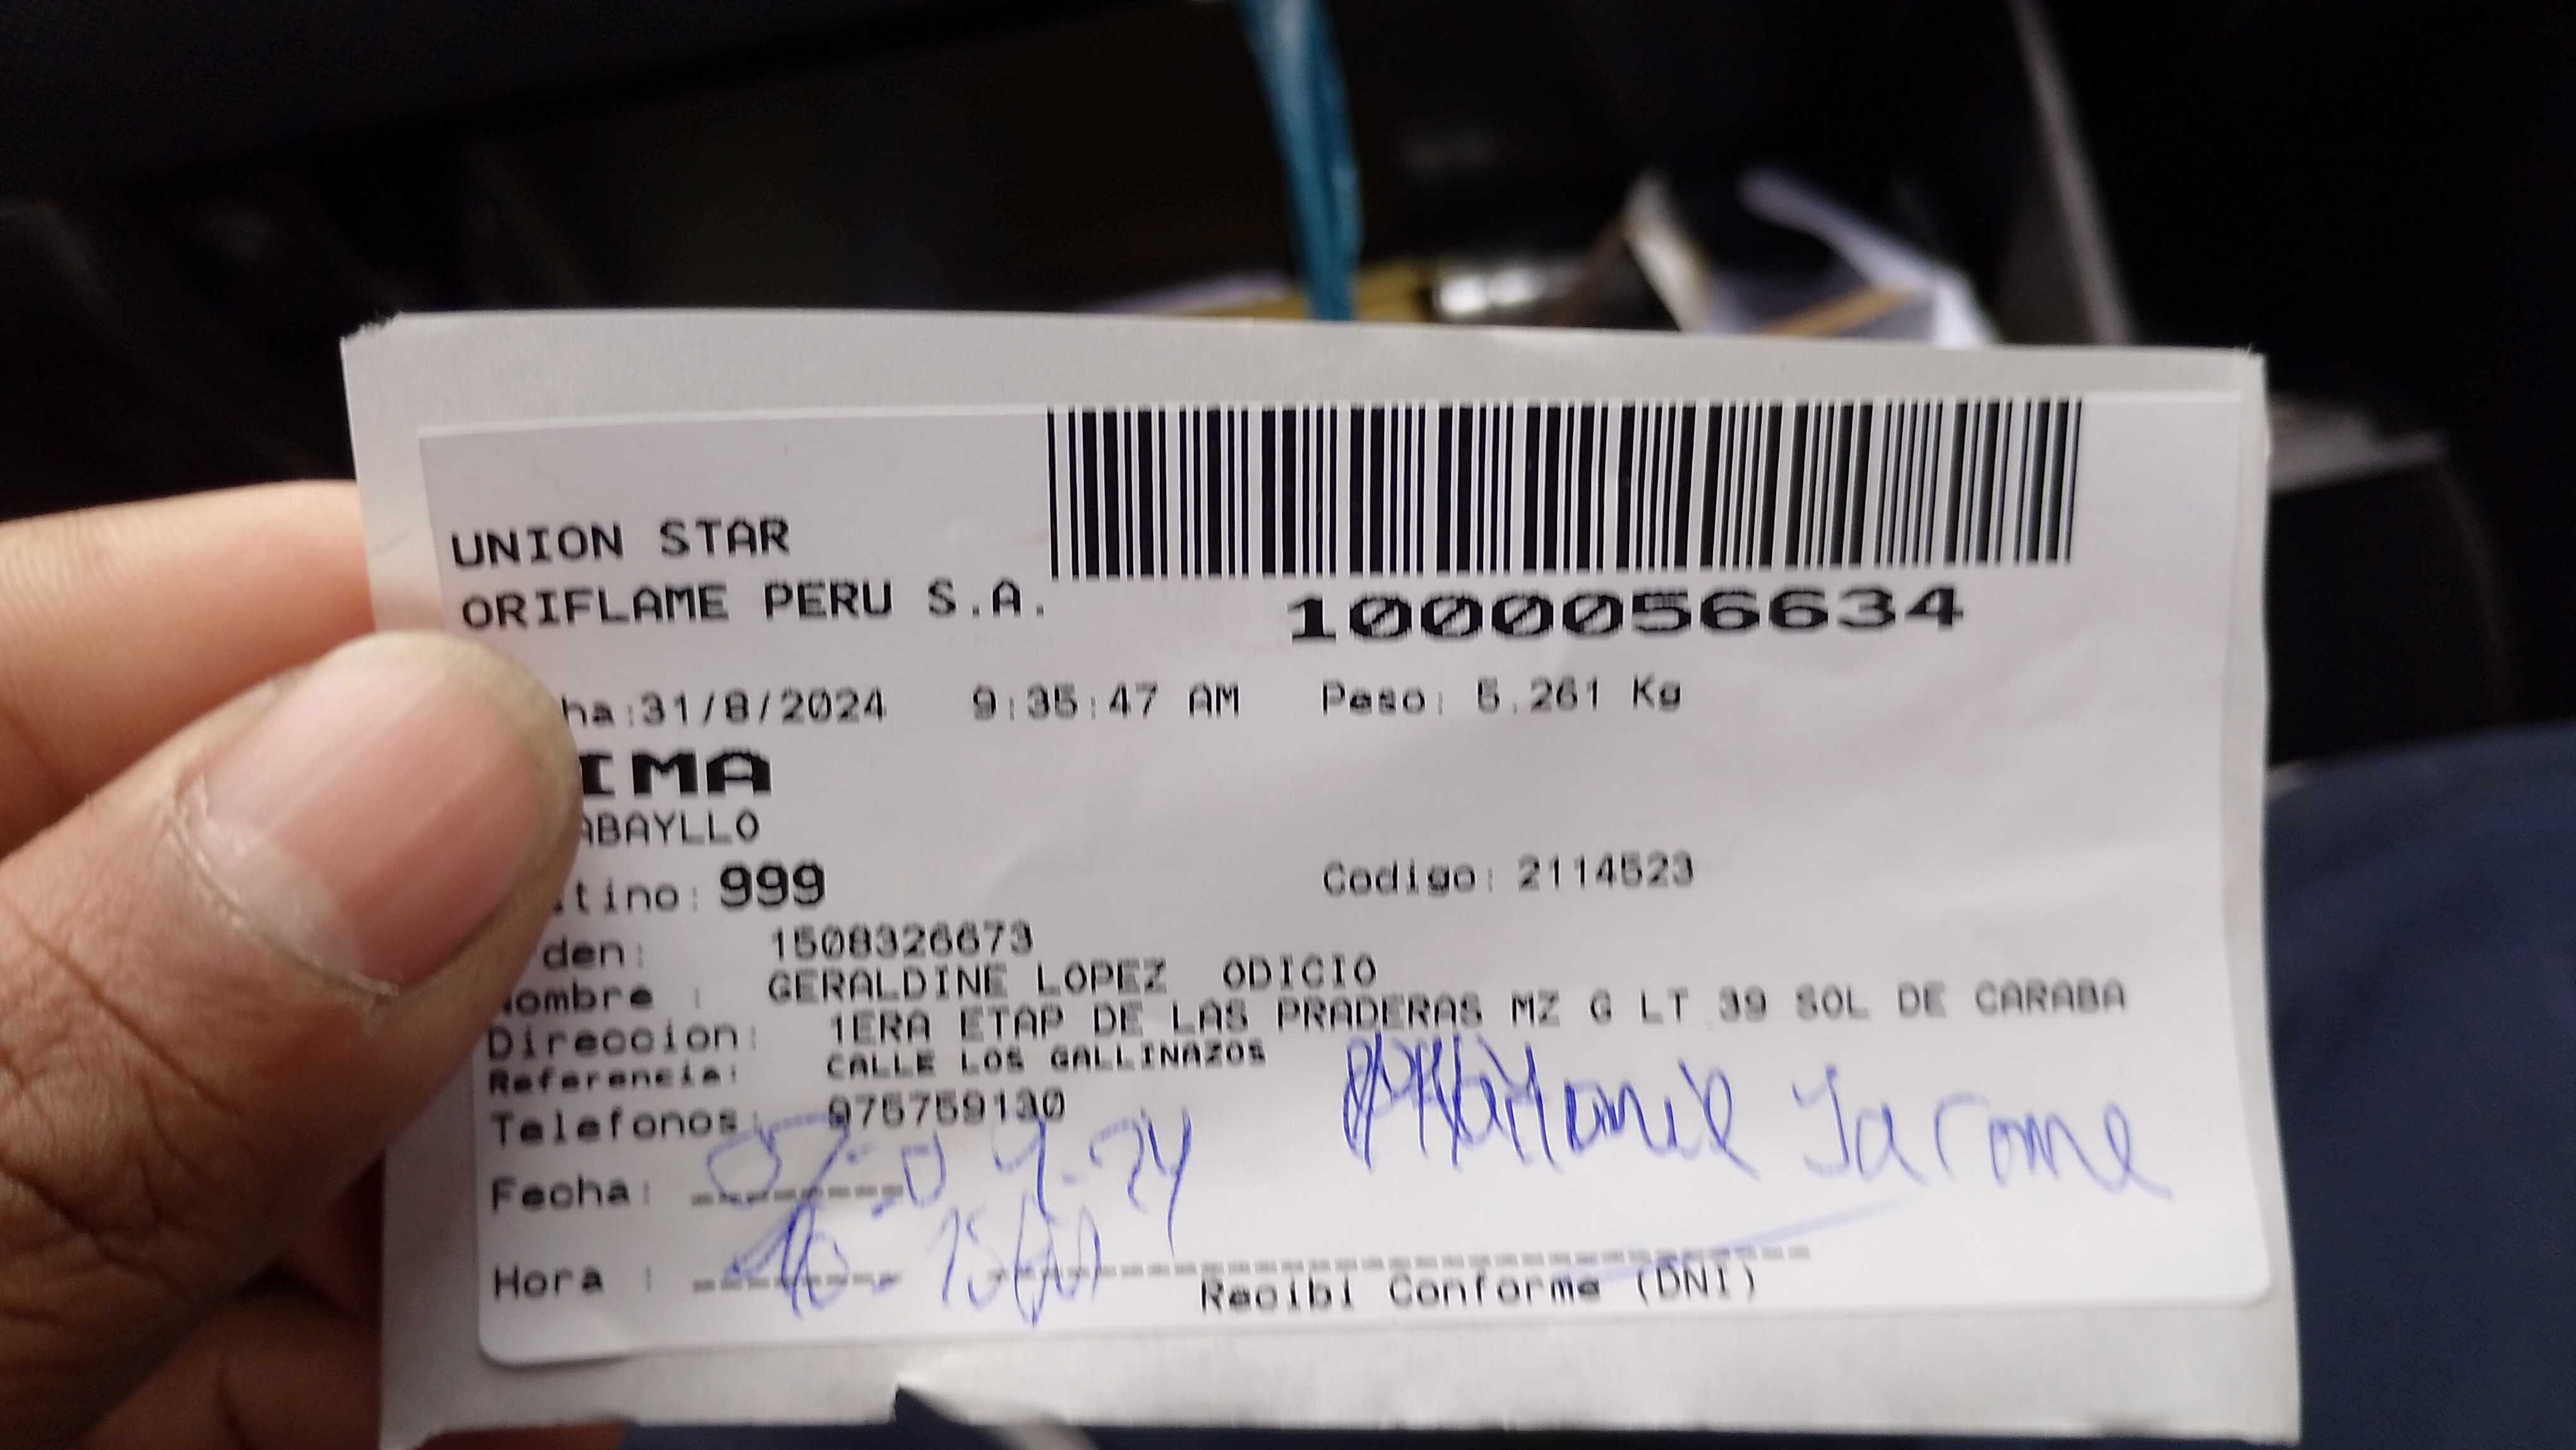 UNION STAR
ORIFLAME PERU S.A.
1000056634
ha:31/8/2024 9:35:47 AM Peso: 5.261 Kg
IMA
ABAYLLO
tino: 999 Codigo: 2114523
den: 1508326673
Nombre : GERALDINE LOPEZ ODICIO
Direccion: 1ERA ETAP DE LAS PRADERAS MZ G LT 39 SOL DE CARABA
Referencia: CALLE LOS GALLINAZOS
Telefonos: 975759130
Fecha:
Hora :
Recibi Conforme (DNI)